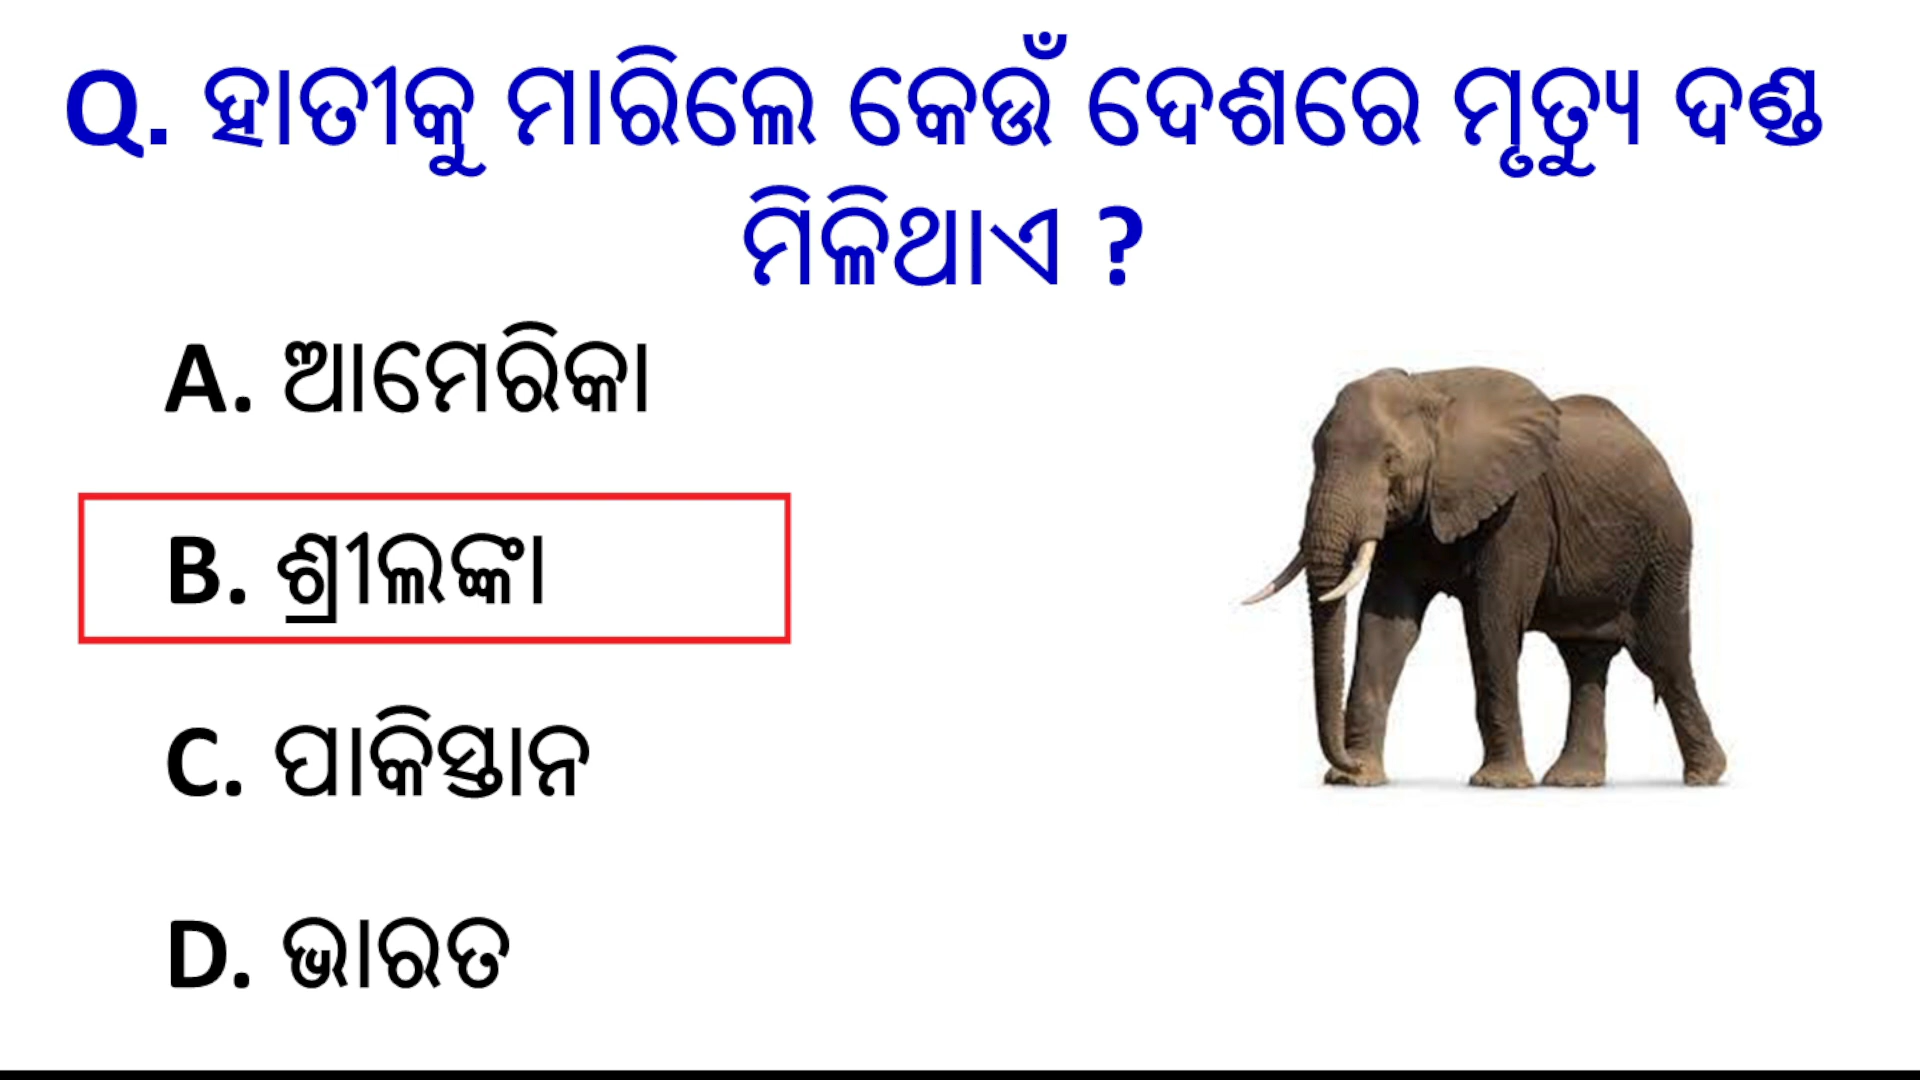 Q. ହାତୀକୁ ମାରିଲେ କେଉଁ ଦେଶରେ ମୃତ୍ୟୁ ଦଣ୍ଡ
ମିଳିଥାଏ ?
A. ଆମେରିକା
B. ଶ୍ରୀଲଙ୍କା
C. ପାକିସ୍ତାନ
D. ଭାରତ